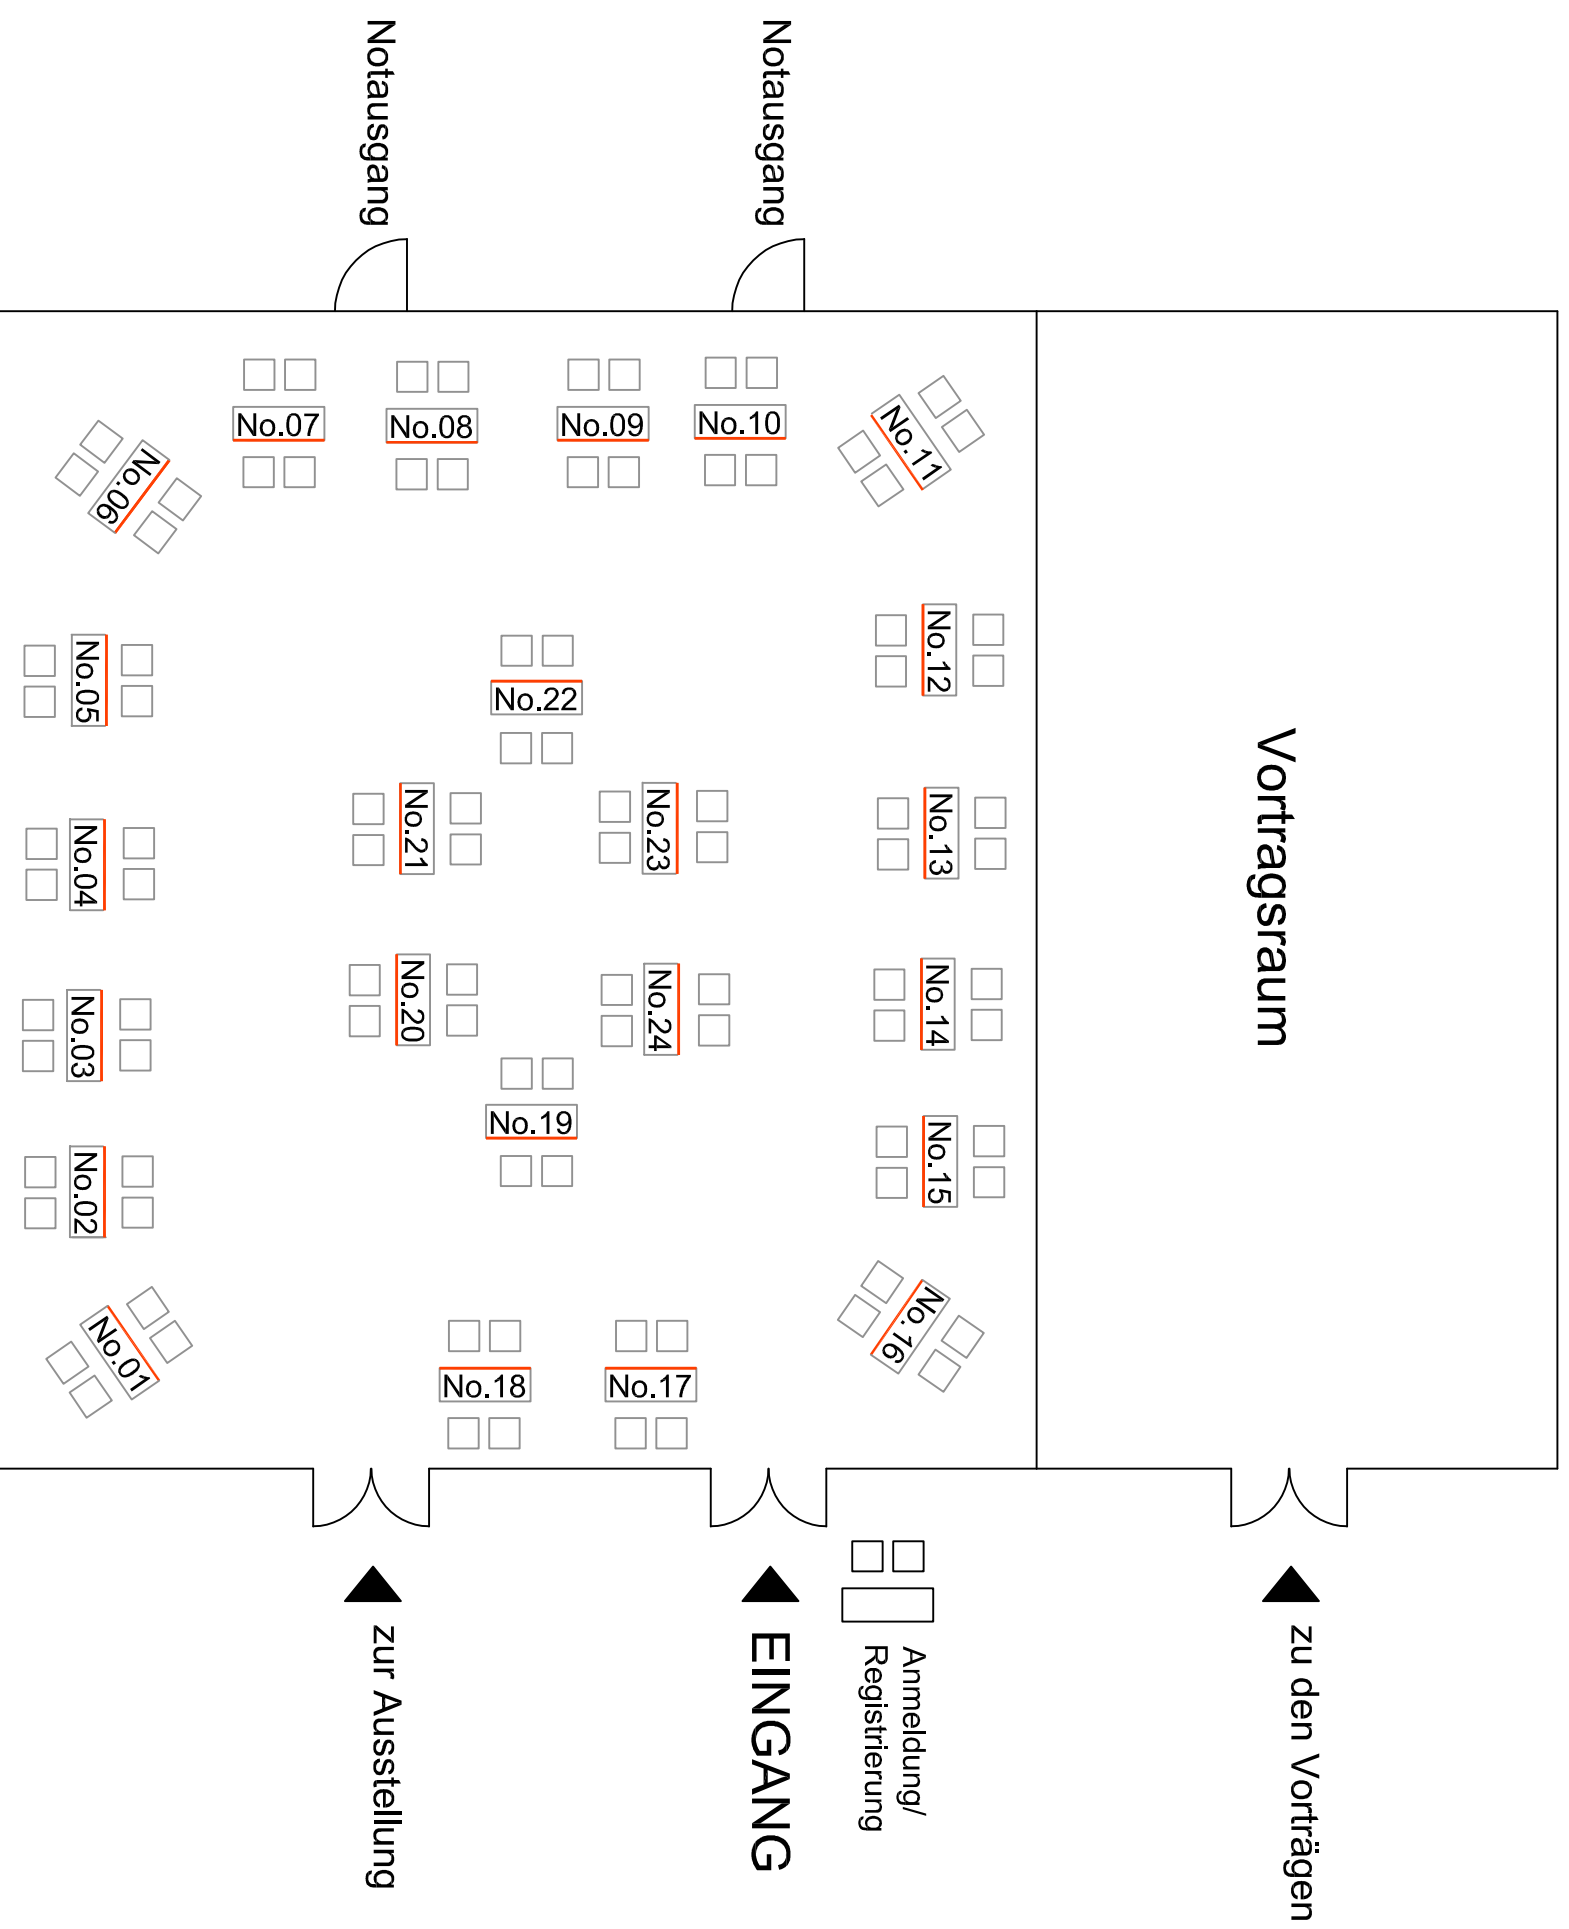 Notausgang
Notausgang
No.07
No.08
No.09
No.10
No.11
No.06
No.12
No.05
No.22
No.21
No.23
No.13
No.04
No.20
No.24
No.14
No.03
No.19
No.15
No.02
No.16
No.01
No.18
No.17
Vortragsraum
zur Ausstellung
EINGANG
Anmeldung/
Registrierung
zu den Vorträgen